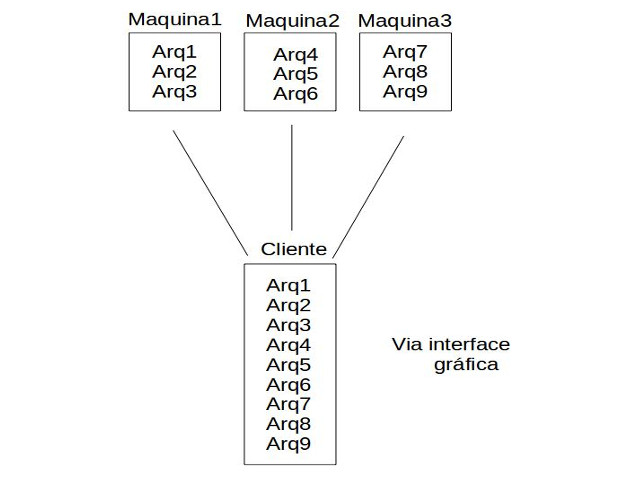 Maquina1
Maquina2
Maquina3
Arq1
Arq2
Arq3
Arq4
Arq5
Arq6
Arq7
Arq8
Arq9
Cliente
Arq1
Arq2
Arq3
Arq4
Arq5
Arq6
Arq7
Arq8
Arq9
Via interface
gráfica